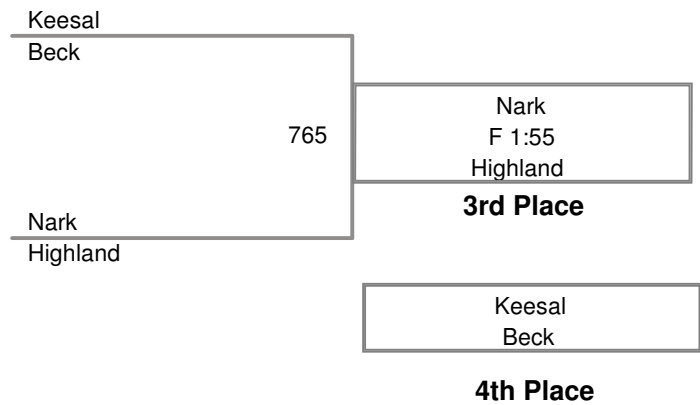 Keesal
Beck
765
Nark
F 1:55
Highland
3rd Place
Nark
Highland
Keesal
Beck
4th Place